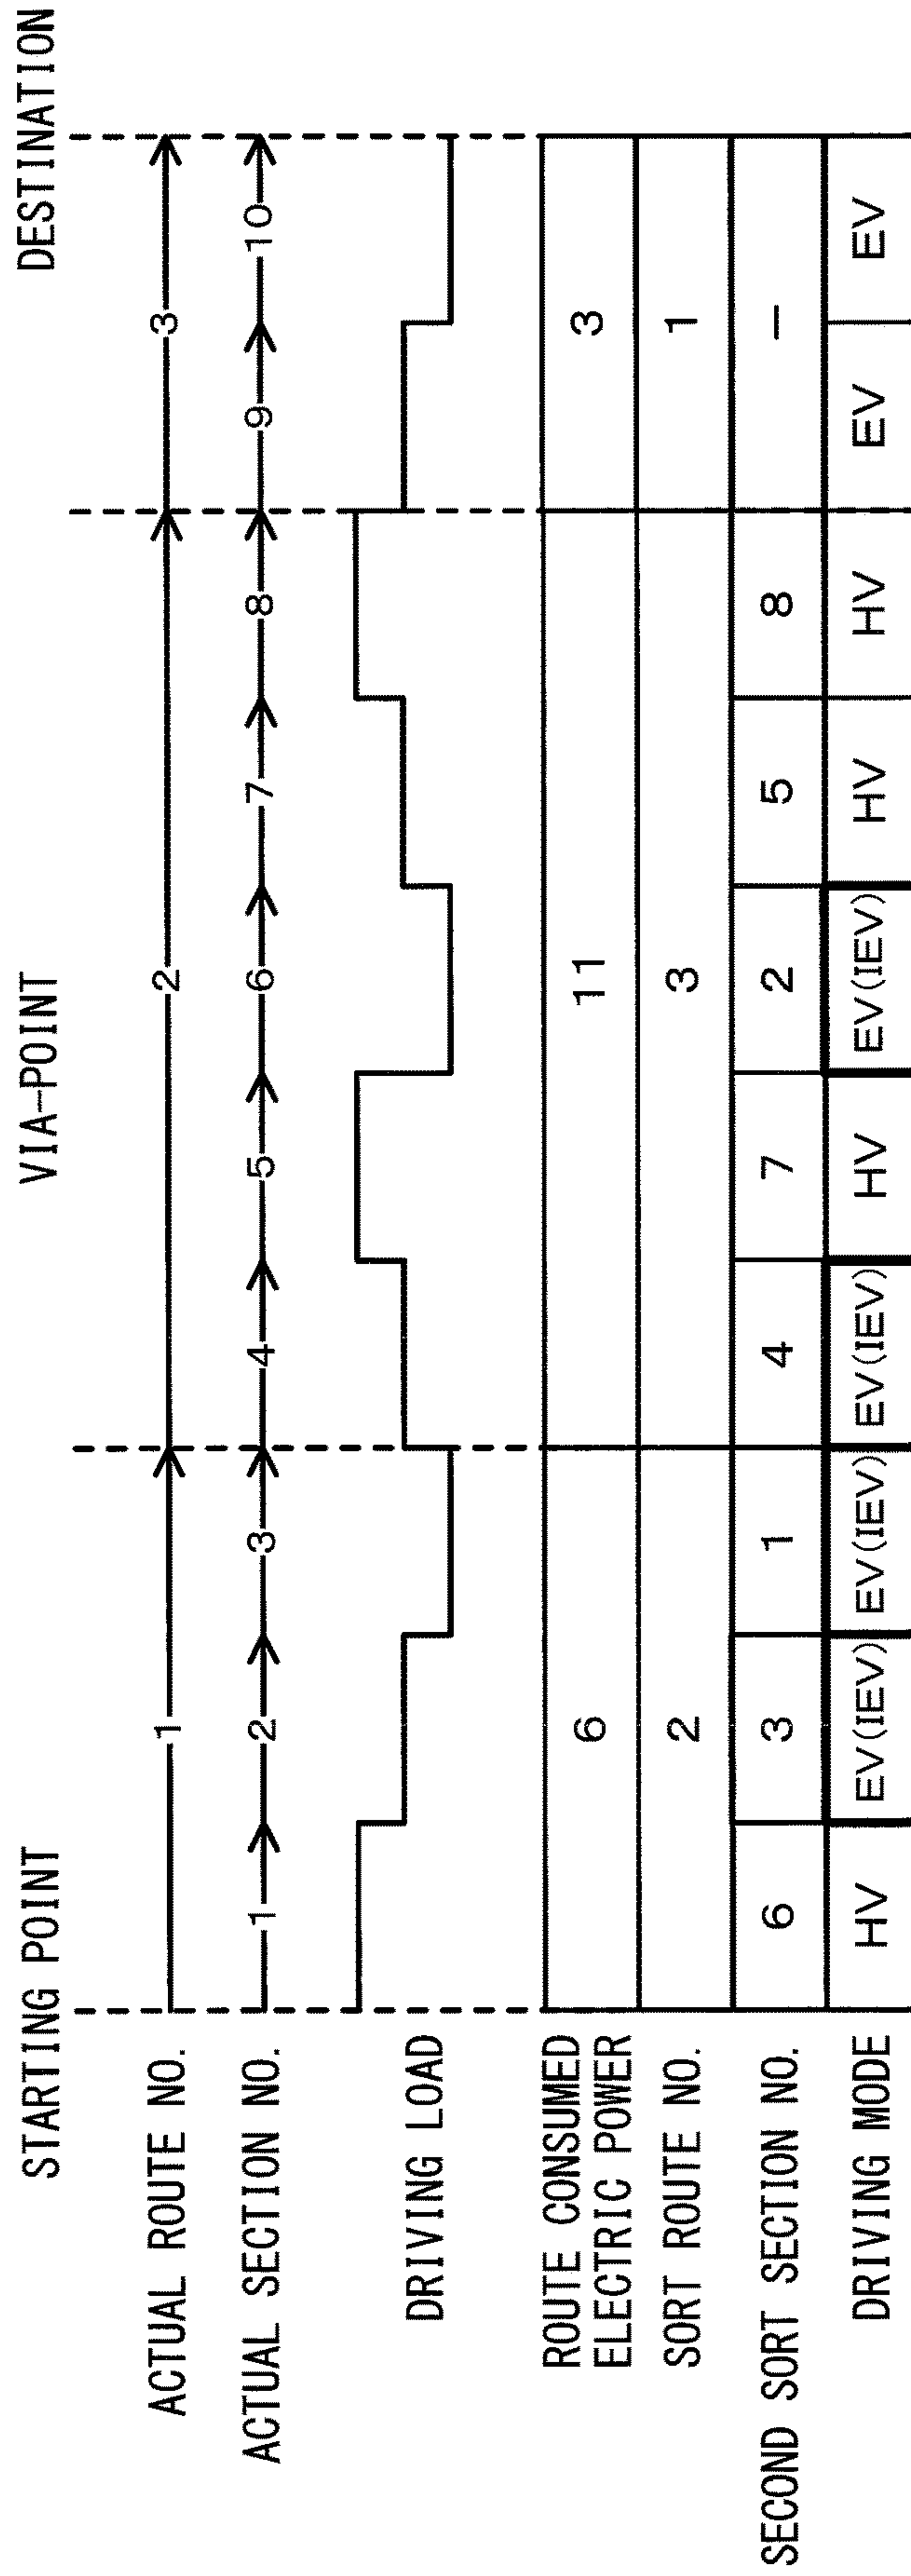 STARTING POINT VIA-POINT DESTINATION
ACTUAL ROUTE NO. 1 2 3
ACTUAL SECTION NO. 1 2 3 4 5 6 7 8 9 10
DRIVING LOAD
ROUTE CONSUMED
ELECTRIC POWER 6 11 3
SORT ROUTE NO. 2 3 1
SECOND SORT SECTION NO. 6 3 1 4 7 2 5 8 —
DRIVING MODE HV EV(IEV) EV(IEV) EV(IEV) HV EV(IEV) HV HV EV EV